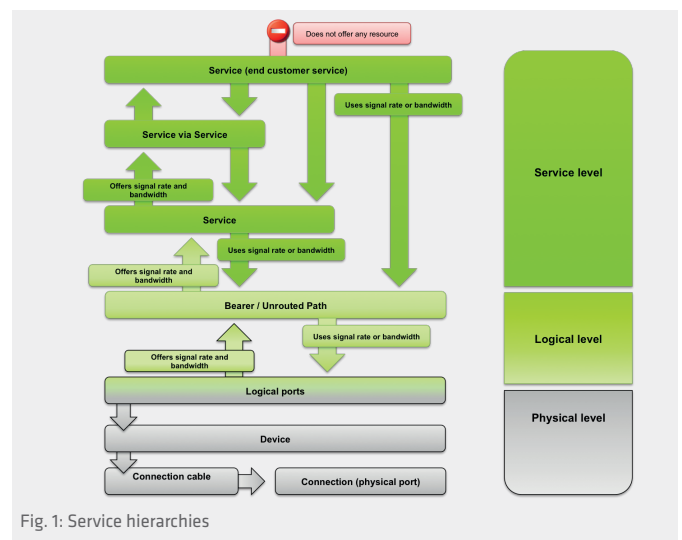 Does not offer any resource
Service (end customer service)
Uses signal rate or bandwidth
Service via Service
Offers signal rate and
bandwidth
Service level
Service
Uses signal rate or bandwidth
Offers signal rate and
bandwidth
Bearer / Unrouted Path
Uses signal rate or bandwidth
Logical level
Offers signal rate and
bandwidth
Logical ports
Physical level
Device
Connection cable
Connection (physical port)
Fig. 1: Service hierarchies